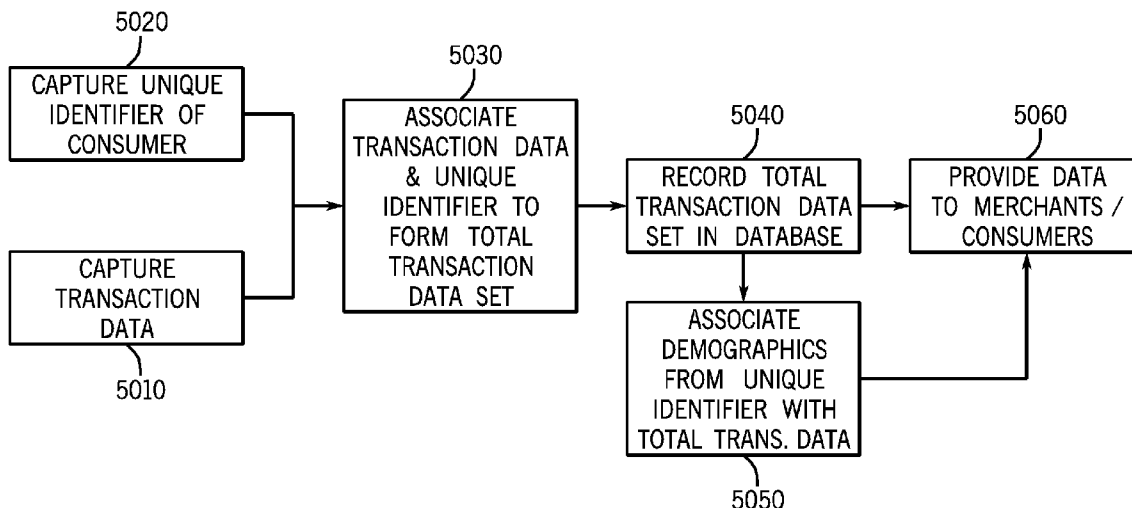 5020
CAPTURE UNIQUE
IDENTIFIER OF
CONSUMER
CAPTURE
TRANSACTION
DATA
5010
5030
ASSOCIATE
TRANSACTION DATA
& UNIQUE
IDENTIFIER TO
FORM TOTAL
TRANSACTION
DATA SET
5040
RECORD TOTAL
TRANSACTION DATA
SET IN DATABASE
5060
PROVIDE DATA
TO MERCHANTS /
CONSUMERS
ASSOCIATE
DEMOGRAPHICS
FROM UNIQUE
IDENTIFIER WITH
TOTAL TRANS. DATA
5050